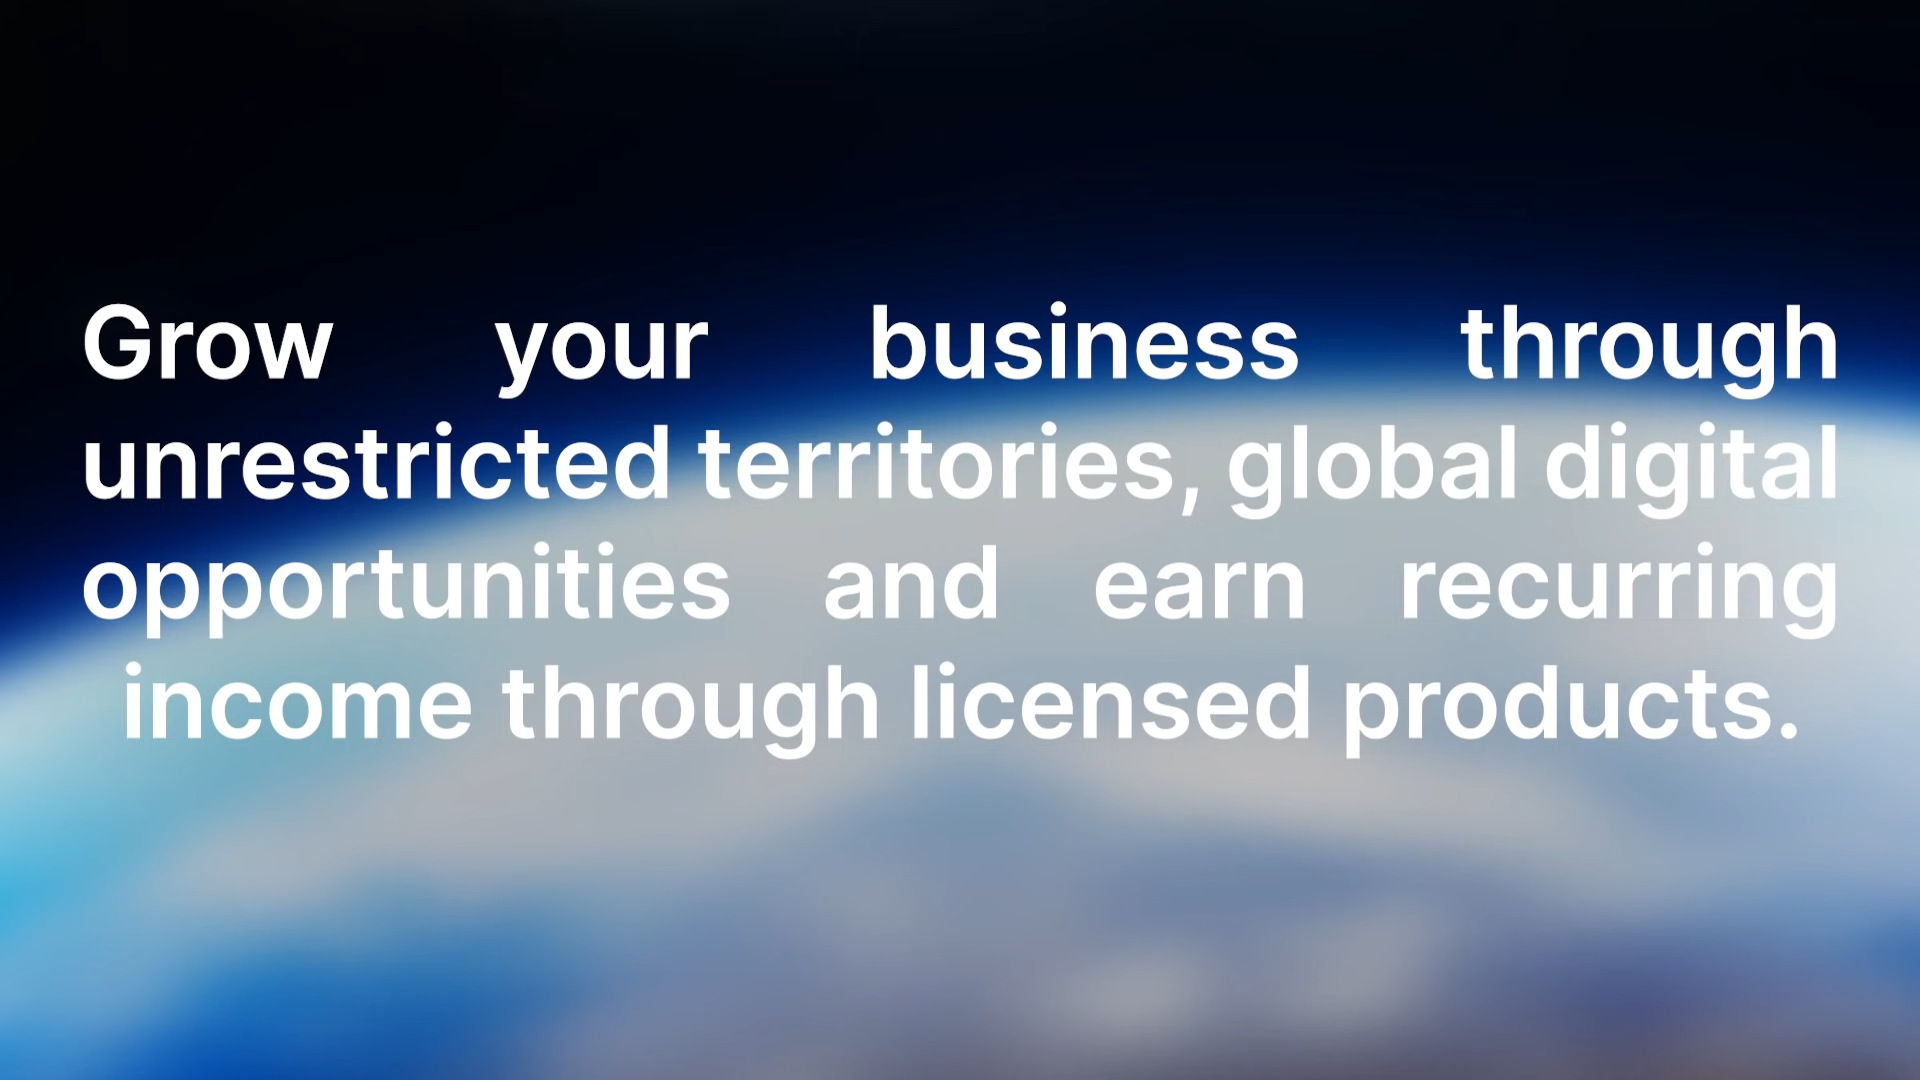 Grow your business through
unrestricted territories, global digital
opportunities and earn recurring
income through licensed products.